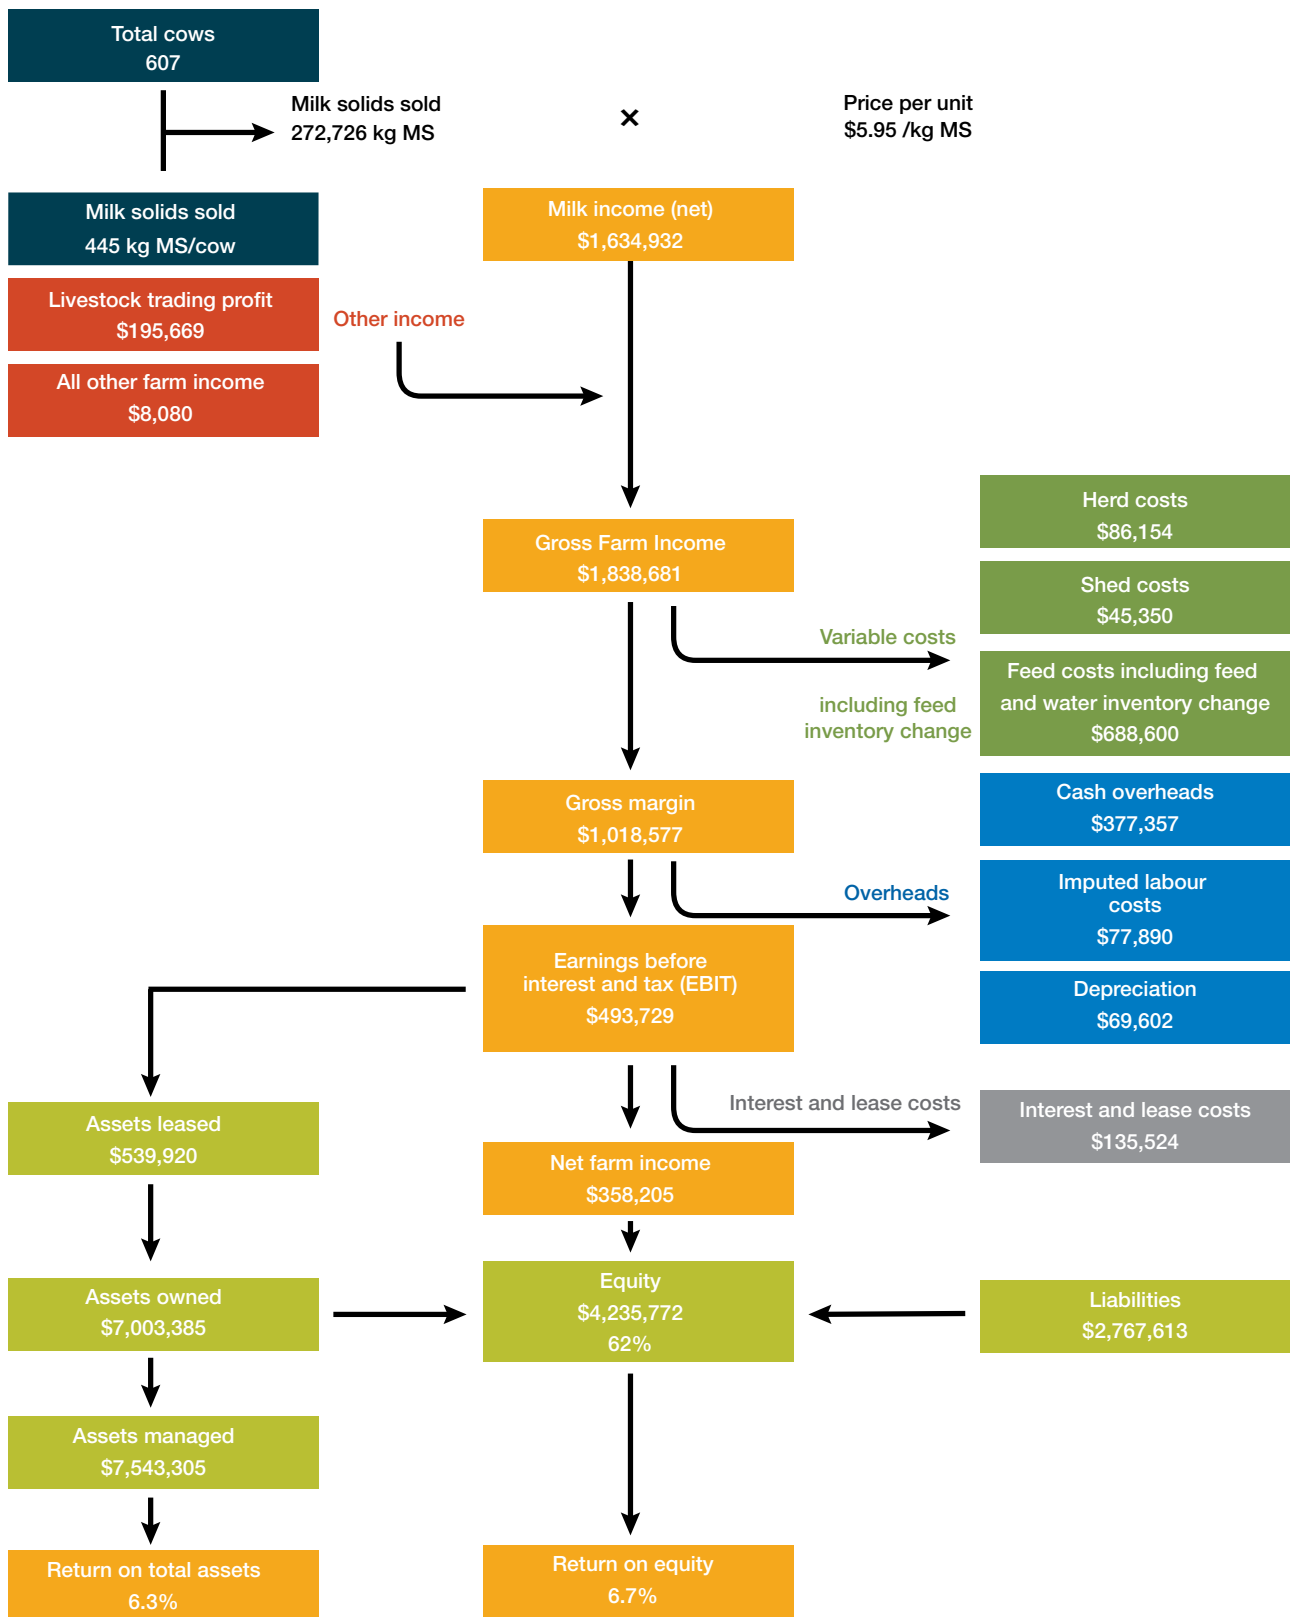 Total cows
607
Milk solids sold
272,726 kg MS
×
Price per unit
$5.95 /kg MS
Milk solids sold
445 kg MS/cow
Milk income (net)
$1,634,932
Livestock trading profit
$195,669
Other income
All other farm income
$8,080
Gross Farm Income
$1,838,681
Herd costs
$86,154
Shed costs
$45,350
Variable costs
including feed
inventory change
Feed costs including feed
and water inventory change
$688,600
Gross margin
$1,018,577
Cash overheads
$377,357
Overheads
Imputed labour
costs
$77,890
Earnings before
interest and tax (EBIT)
$493,729
Depreciation
$69,602
Interest and lease costs
Interest and lease costs
$135,524
Assets leased
$539,920
Net farm income
$358,205
Assets owned
$7,003,385
Equity
$4,235,772
62%
Liabilities
$2,767,613
Assets managed
$7,543,305
Return on total assets
6.3%
Return on equity
6.7%